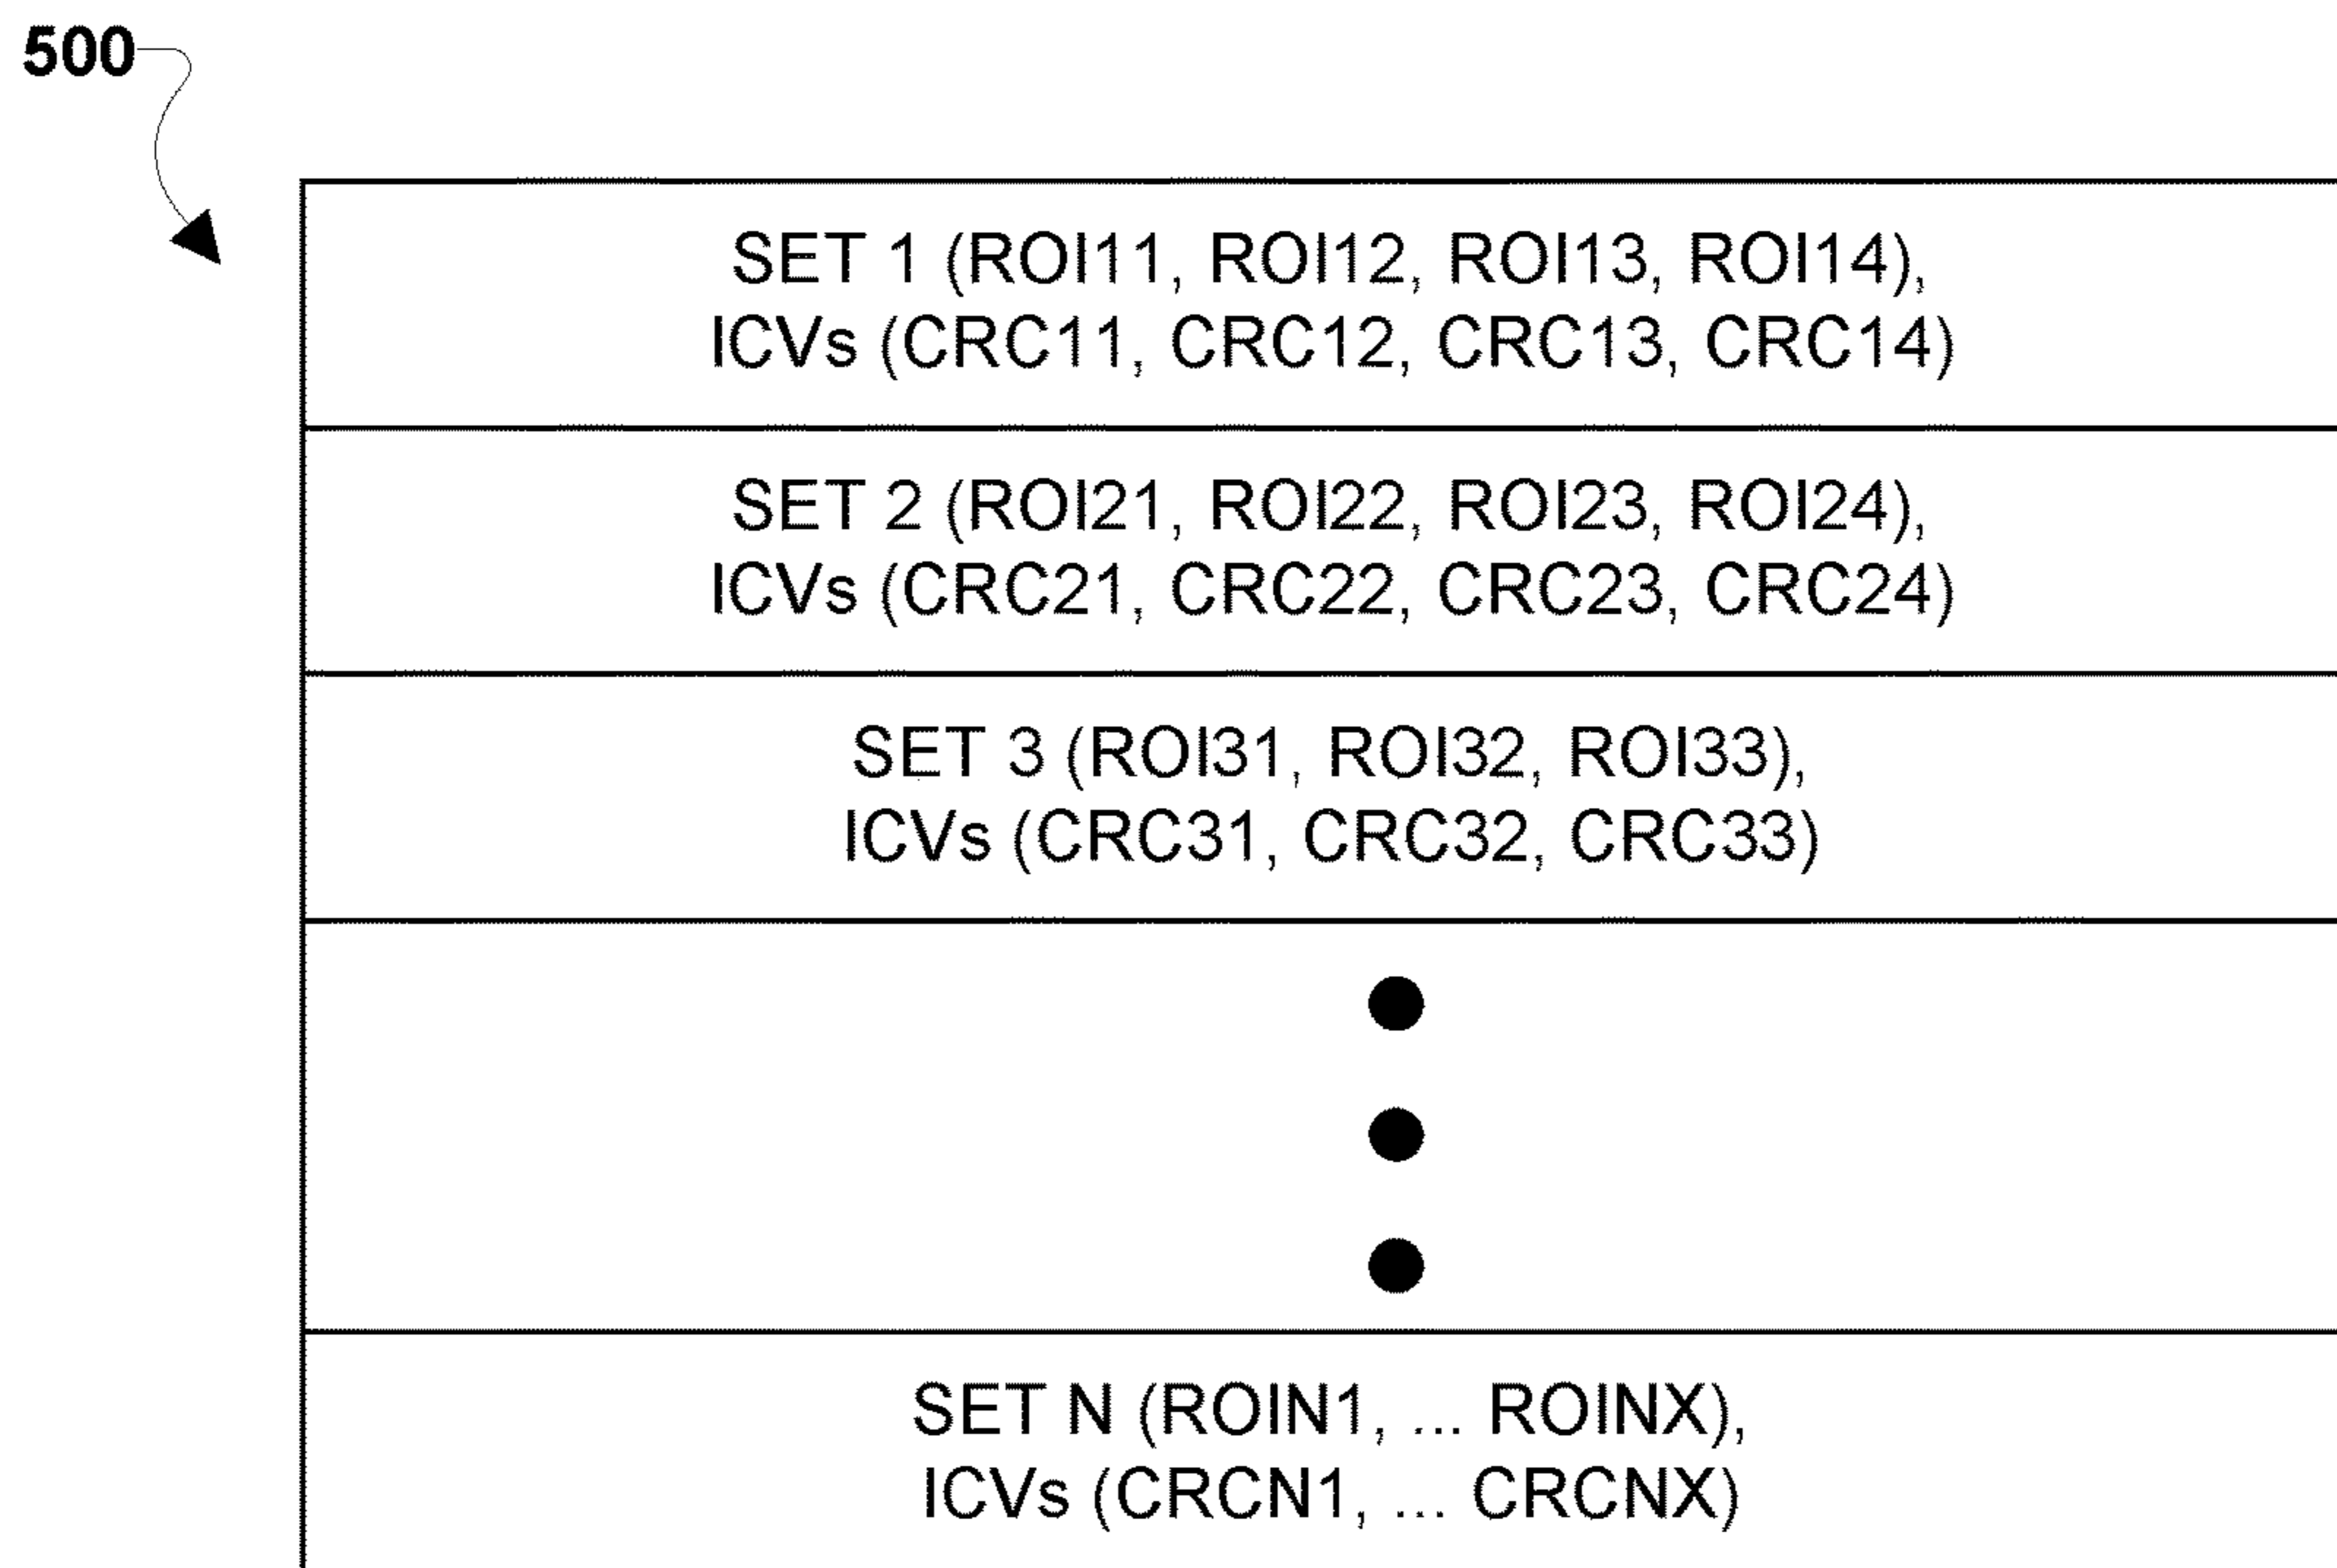 500
SET 1 (ROI11, ROI12, ROI13, ROI14),
ICVs (CRC11, CRC12, CRC13, CRC14)
SET 2 (ROI21, ROI22, ROI23, ROI24),
ICVs (CRC21, CRC22, CRC23, CRC24)
SET 3 (ROI31, ROI32, ROI33),
ICVs (CRC31, CRC32, CRC33)
SET N (ROIN1, ... ROINX),
ICVs (CRCN1, ... CRCNX)